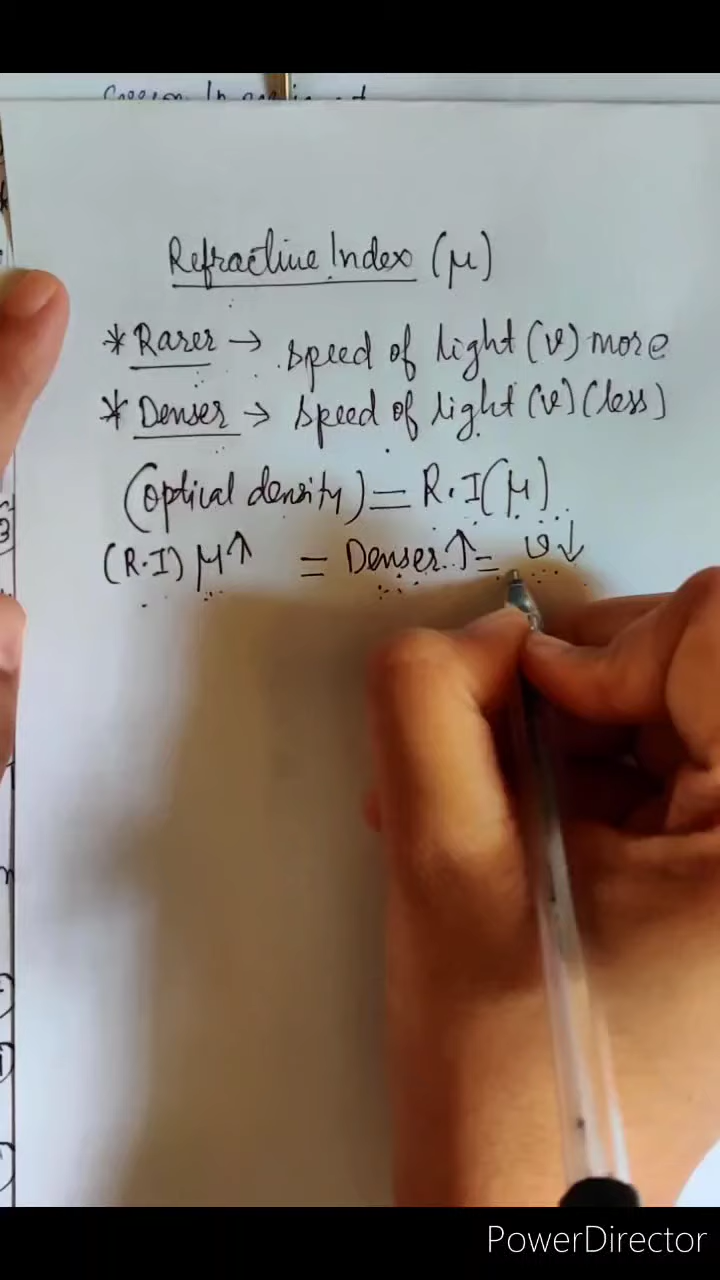 Refractive Index (μ)
* Rarer → speed of light (v) more
* Denser → speed of light (v) (less)
(optical density) = R.I (μ)
(R.I) μ↑ = Denser ↑ = v↓
PowerDirector